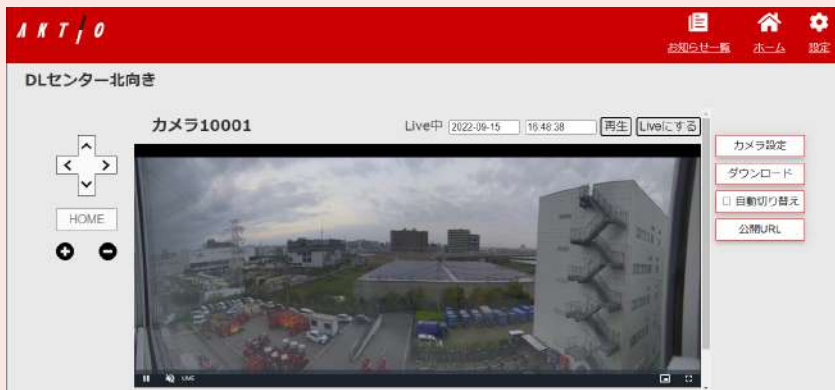 AKTIO
お知らせ一覧
ホーム
設定
DLセンター北向き
カメラ10001
Live中 2022-09-15 16:48:38 再生 Liveにする
HOME
カメラ設定
ダウンロード
自動切り替え
公開URL
LIVE